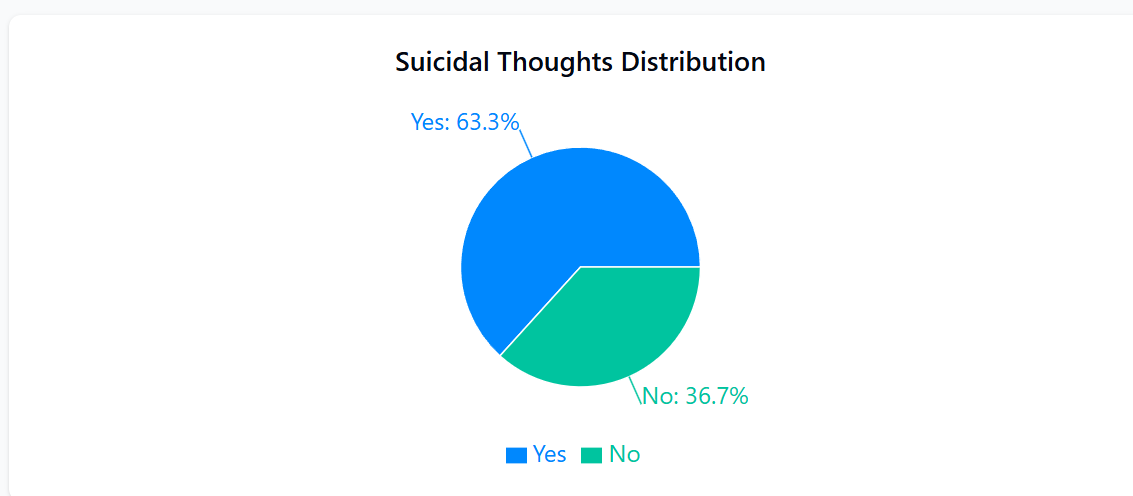 Suicidal Thoughts Distribution
Yes: 63.3%
No: 36.7%
Yes No